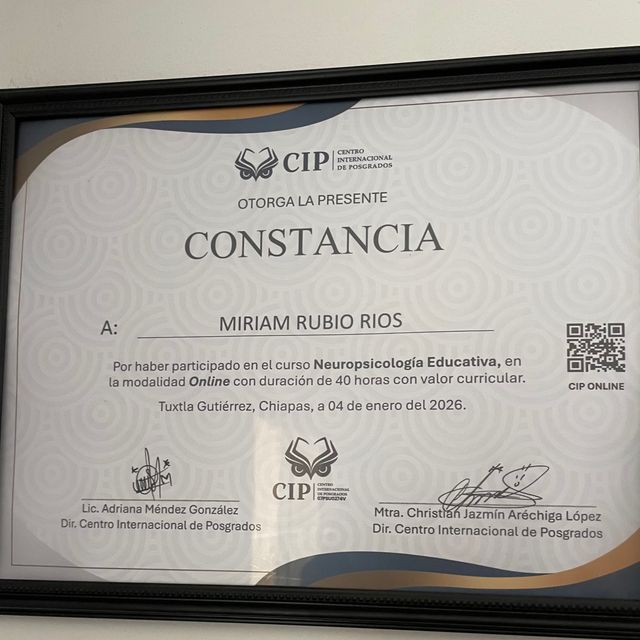 CIP CENTRO
INTERNACIONAL
DE POSGRADOS
OTORGA LA PRESENTE
CONSTANCIA
A: MIRIAM RUBIO RIOS
Por haber participado en el curso Neuropsicología Educativa, en
la modalidad Online con duración de 40 horas con valor curricular.
CIP ONLINE
Tuxtla Gutiérrez, Chiapas, a 04 de enero del 2026.
CIP CENTRO
INTERNACIONAL
DE POSGRADOS
Lic. Adriana Méndez González
Dir. Centro Internacional de Posgrados
Mtra. Christian Jazmín Aréchiga López
Dir. Centro Internacional de Posgrados